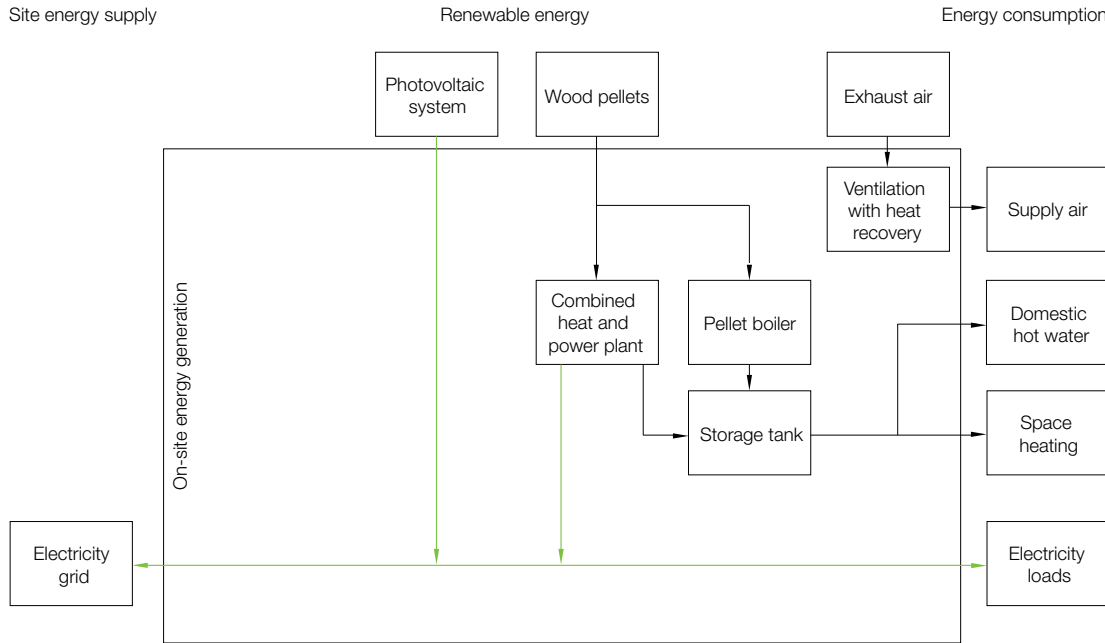 Site energy supply
Renewable energy
Energy consumption
Photovoltaic
system
Wood pellets
Exhaust air
Ventilation
with heat
recovery
Supply air
On-site energy generation
Combined
heat and
power plant
Pellet boiler
Domestic
hot water
Storage tank
Space
heating
Electricity
grid
Electricity
loads